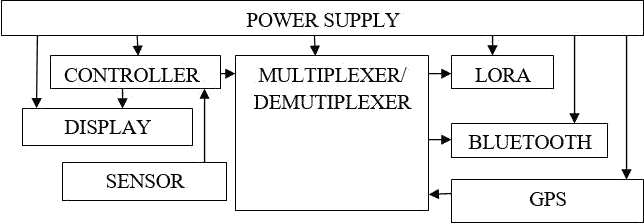 POWER SUPPLY
CONTROLLER
MULTIPLEXER/
DEMUTIPLEXER
LORA
DISPLAY
BLUETOOTH
SENSOR
GPS